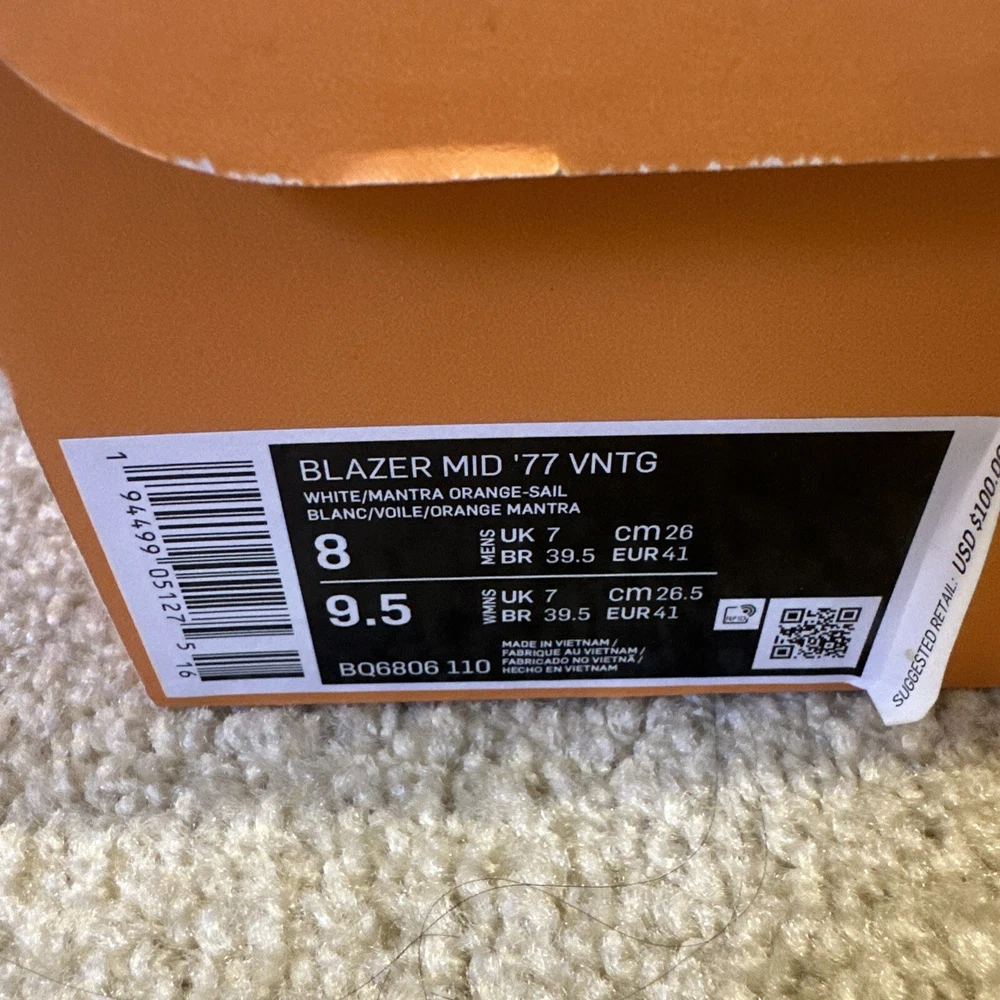 BLAZER MID '77 VNTG
WHITE/MANTRA ORANGE-SAIL
BLANC/VOILE/ORANGE MANTRA
8 MENS UK 7 cm 26
BR 39.5 EUR 41
9.5 WMNS UK 7 cm 26.5
BR 39.5 EUR 41
RFID
BQ6806 110
MADE IN VIETNAM /
FABRIQUE AU VIETNAM /
FABRICADO NO VIETNÃ /
HECHO EN VIETNAM
1 94499 05127 5 16
SUGGESTED RETAIL: USD $100.0